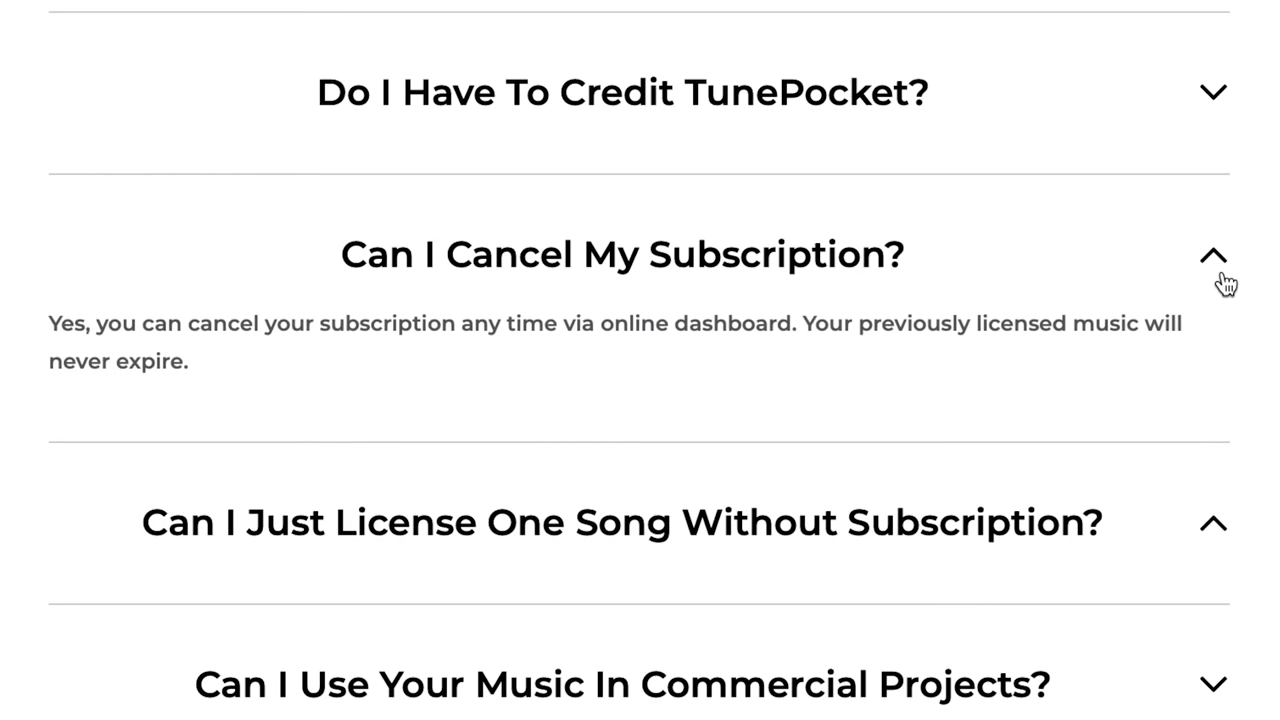 Do I Have To Credit TunePocket?
Can I Cancel My Subscription?
Yes, you can cancel your subscription any time via online dashboard. Your previously licensed music will
never expire.
Can I Just License One Song Without Subscription?
Can I Use Your Music In Commercial Projects?